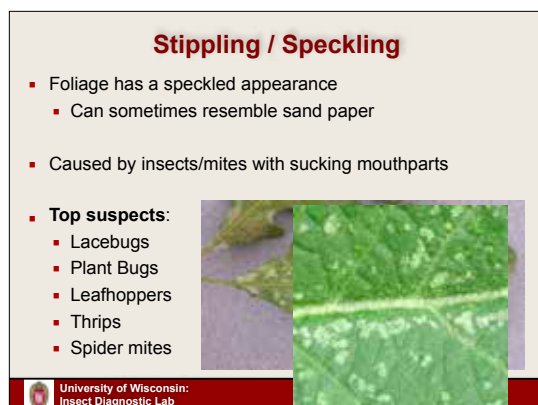 Stippling / Speckling
▪ Foliage has a speckled appearance
▪ Can sometimes resemble sand paper
▪ Caused by insects/mites with sucking mouthparts
▪ Top suspects:
▪ Lacebugs
▪ Plant Bugs
▪ Leafhoppers
▪ Thrips
▪ Spider mites
University of Wisconsin:
Insect Diagnostic Lab